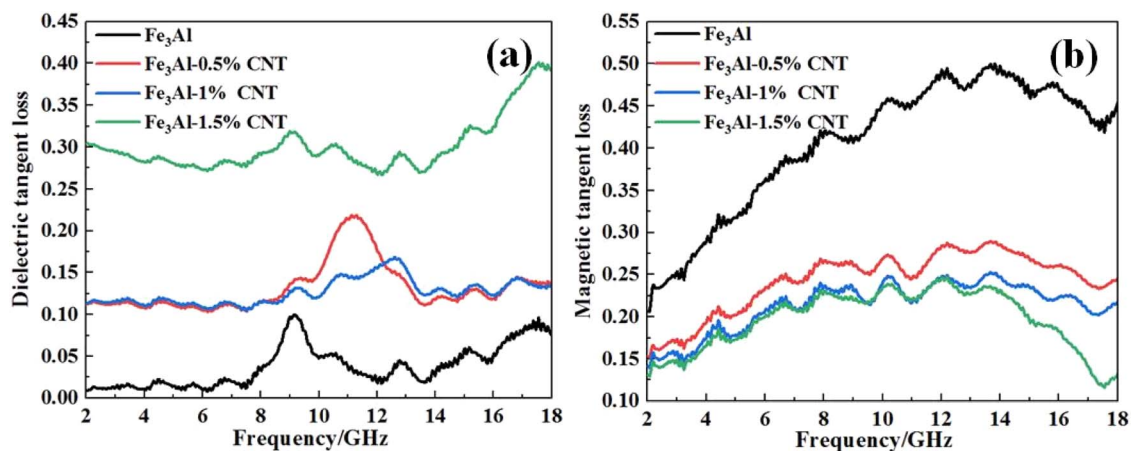 0.45
0.40
0.35
0.30
0.25
0.20
0.15
0.10
0.05
0.00
Dielectric tangent loss
Fe₃Al
Fe₃Al-0.5% CNT
Fe₃Al-1% CNT
Fe₃Al-1.5% CNT
(a)
2 4 6 8 10 12 14 16 18
Frequency/GHz
0.55
0.50
0.45
0.40
0.35
0.30
0.25
0.20
0.15
0.10
Magnetic tangent loss
Fe₃Al
Fe₃Al-0.5% CNT
Fe₃Al-1% CNT
Fe₃Al-1.5% CNT
(b)
2 4 6 8 10 12 14 16 18
Frequency/GHz